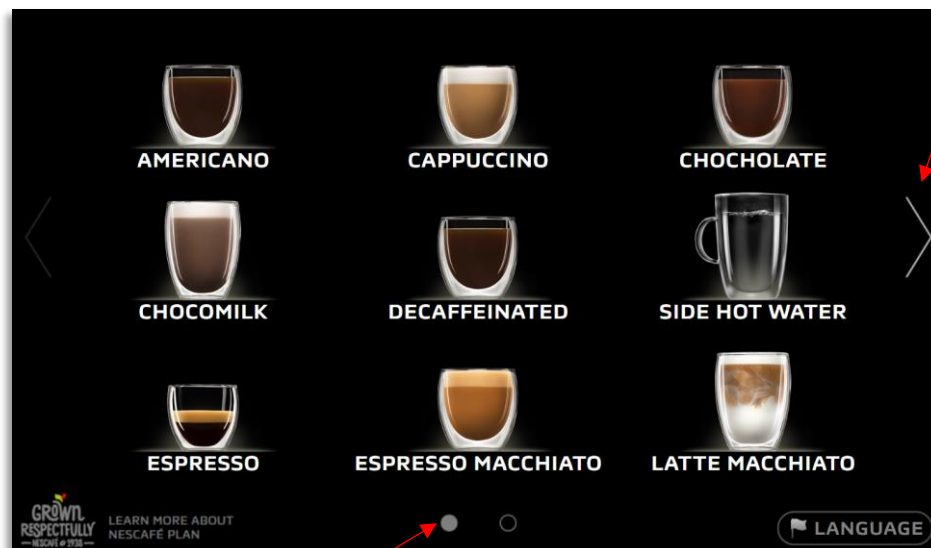 AMERICANO
CAPPUCCINO
CHOCHOLATE
CHOCOMILK
DECAFFEINATED
SIDE HOT WATER
ESPRESSO
ESPRESSO MACCHIATO
LATTE MACCHIATO
GROWN
RESPECTFULLY
NESCAFÉ 1938
LEARN MORE ABOUT
NESCAFÉ PLAN
LANGUAGE